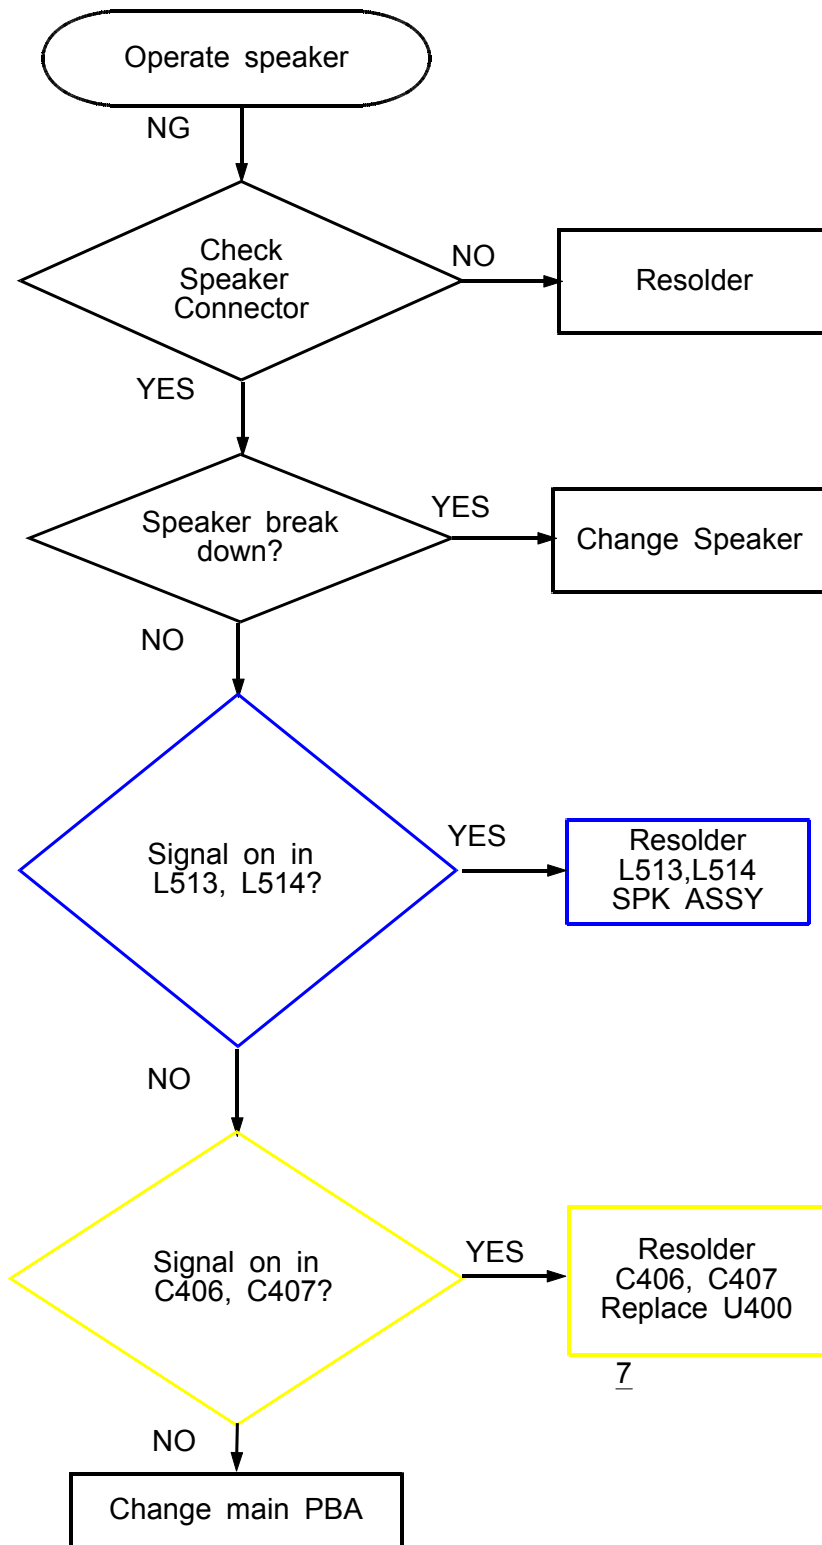 Operate speaker
NG
Check
Speaker
Connector
NO
Resolder
YES
Speaker break
down?
YES
Change Speaker
NO
Signal on in
L513, L514?
YES
Resolder
L513,L514
SPK ASSY
NO
Signal on in
C406, C407?
YES
Resolder
C406, C407
Replace U400
7
NO
Change main PBA